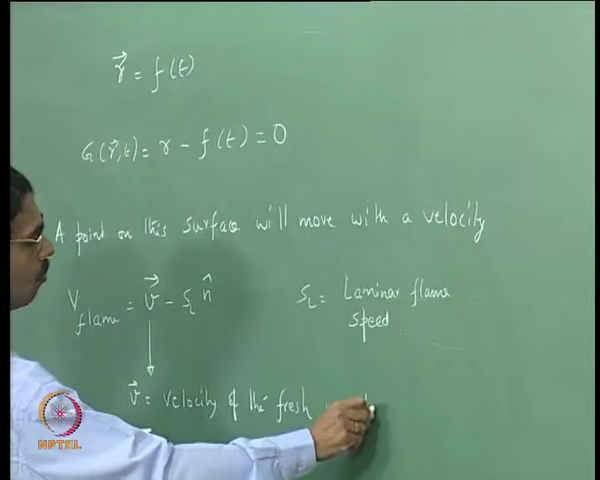 r⃗ = f(t)
G(r⃗,t) = r - f(t) = 0
A point on this surface will move with a velocity
V flame = v⃗ - S_L n̂
S_L = Laminar flame
speed
v⃗ = velocity of the fresh
NPTEL